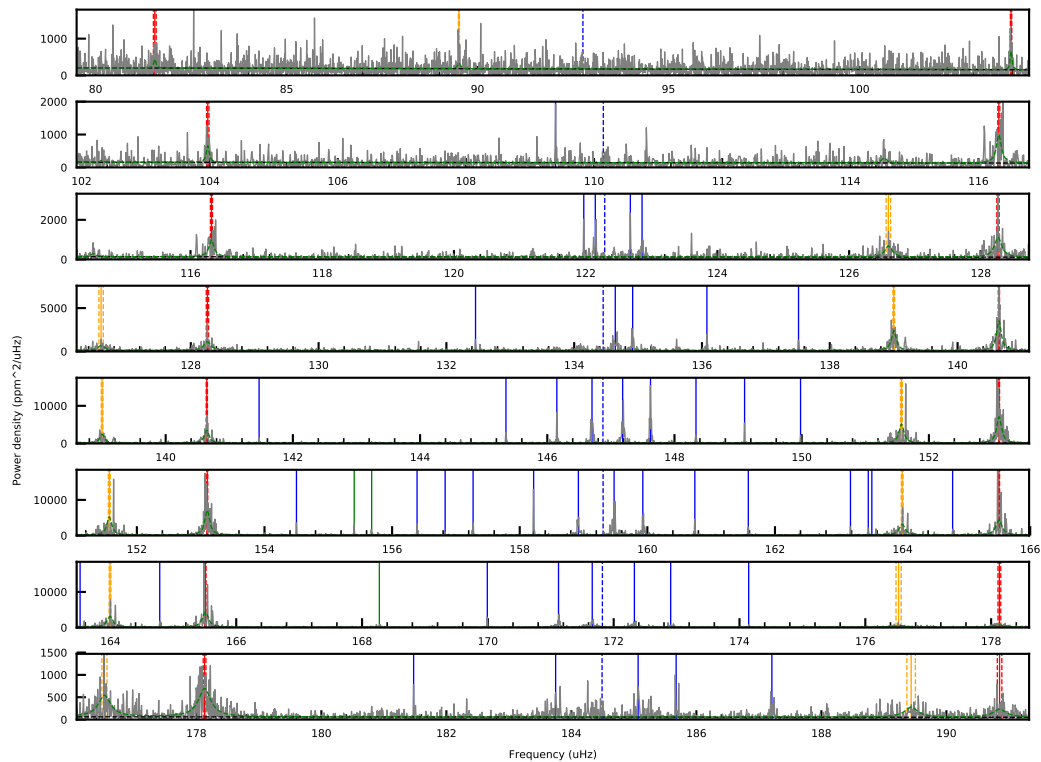 1000
0
80 85 90 95 100
2000
1000
0
102 104 106 108 110 112 114 116
2000
0
116 118 120 122 124 126 128
5000
0
128 130 132 134 136 138 140
10000
0
140 142 144 146 148 150 152
10000
0
152 154 156 158 160 162 164 166
10000
0
164 166 168 170 172 174 176 178
1500
1000
500
0
178 180 182 184 186 188 190
Power density (ppm^2/uHz)
Frequency (uHz)